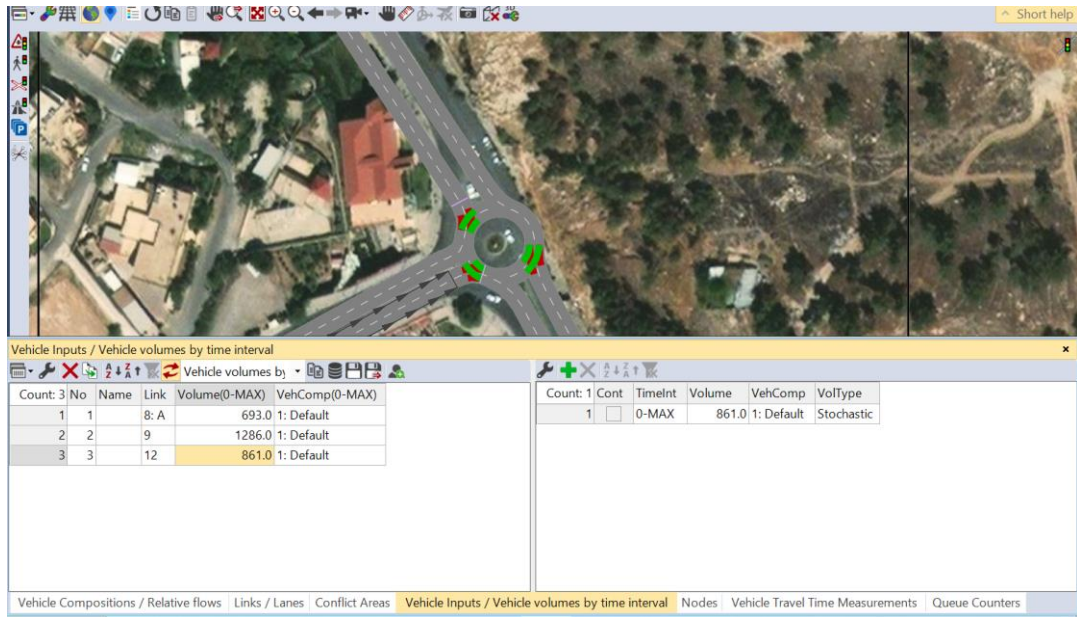 Short help
Vehicle Inputs / Vehicle volumes by time interval
Vehicle volumes by
Count: 3 No Name Link Volume(0-MAX) VehComp(0-MAX)
1 1 8: A 693.0 1: Default
2 2 9 1286.0 1: Default
3 3 12 861.0 1: Default
Count: 1 Cont TimeInt Volume VehComp VolType
1 0-MAX 861.0 1: Default Stochastic
Vehicle Compositions / Relative flows Links / Lanes Conflict Areas Vehicle Inputs / Vehicle volumes by time interval Nodes Vehicle Travel Time Measurements Queue Counters